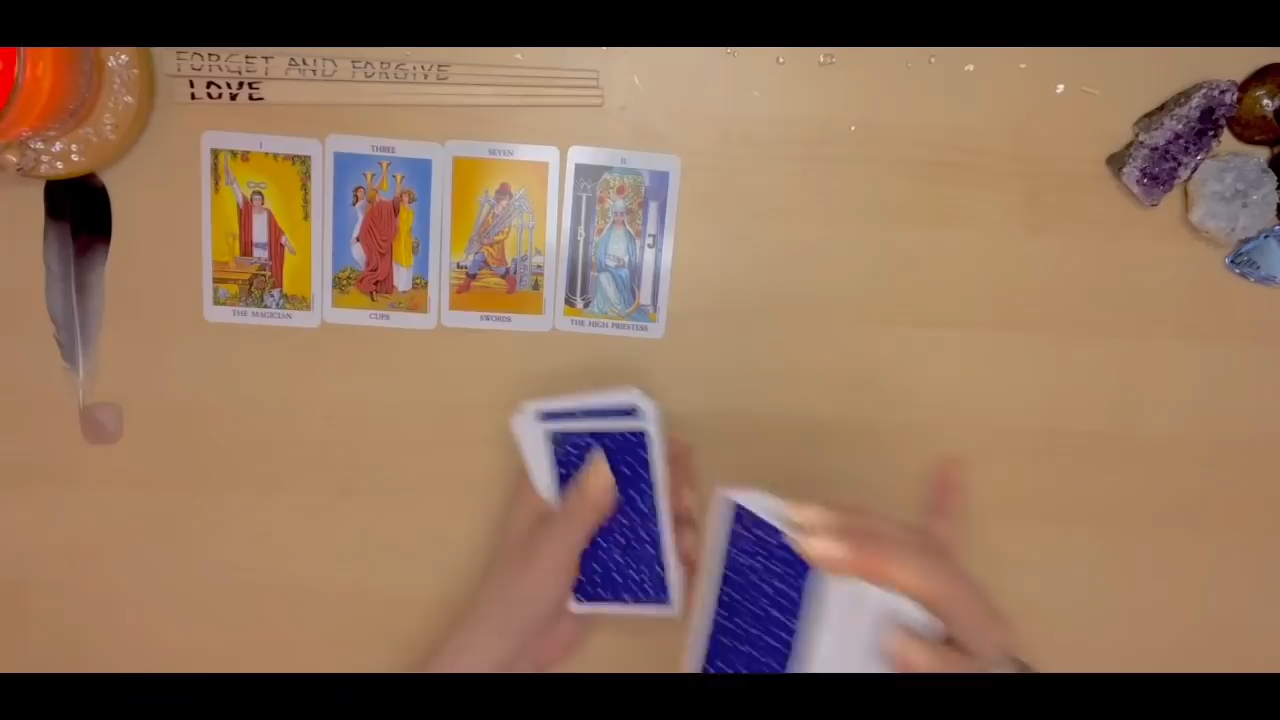 FORGET AND FORGIVE
LOVE
I
THREE
SEVEN
II
B
J
THE MAGICIAN
CUPS
SWORDS
THE HIGH PRIESTESS